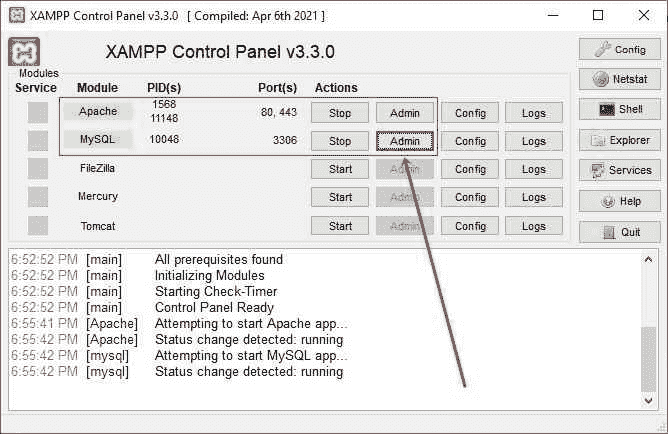 XAMPP Control Panel v3.3.0 [ Compiled: Apr 6th 2021 ]
XAMPP Control Panel v3.3.0
Config
Modules
Service Module PID(s) Port(s) Actions
Netstat
Apache 1568 11148 80, 443 Stop Admin Config Logs
Shell
MySQL 10048 3306 Stop Admin Config Logs
Explorer
FileZilla Start Admin Config Logs
Services
Mercury Start Admin Config Logs
Help
Tomcat Start Admin Config Logs
Quit
6:52:52 PM [main] All prerequisites found
6:52:52 PM [main] Initializing Modules
6:52:52 PM [main] Starting Check-Timer
6:52:52 PM [main] Control Panel Ready
6:55:41 PM [Apache] Attempting to start Apache app...
6:55:42 PM [Apache] Status change detected: running
6:55:42 PM [mysql] Attempting to start MySQL app...
6:55:42 PM [mysql] Status change detected: running